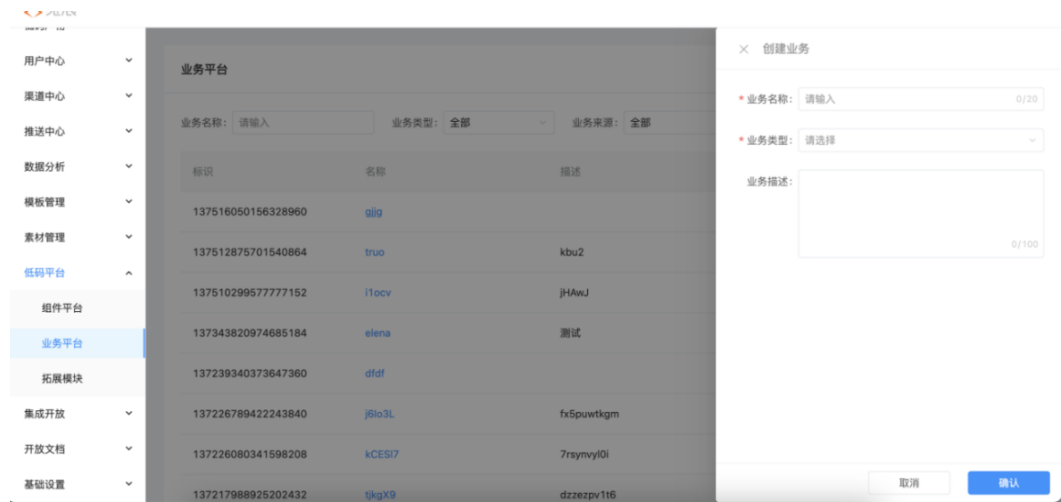 用户中心
渠道中心
推送中心
数据分析
模板管理
素材管理
低码平台
组件平台
业务平台
拓展模块
集成开放
开放文档
基础设置
业务平台
业务名称: 请输入 业务类型: 全部 业务来源: 全部
标识 名称 描述
137516050156328960 gjjg
137512875701540864 truo kbu2
137510299577777152 i1ocv jHAwJ
137343820974685184 elena 测试
137239340373647360 dfdf
137226789422243840 j6lo3L fx5puwtkgm
137226080341598208 kCESl7 7rsynvyl0i
137217988925202432 tjkgX9 dzzezpv1t6
创建业务
* 业务名称: 请输入 0/20
* 业务类型: 请选择
业务描述:
0/100
取消 确认